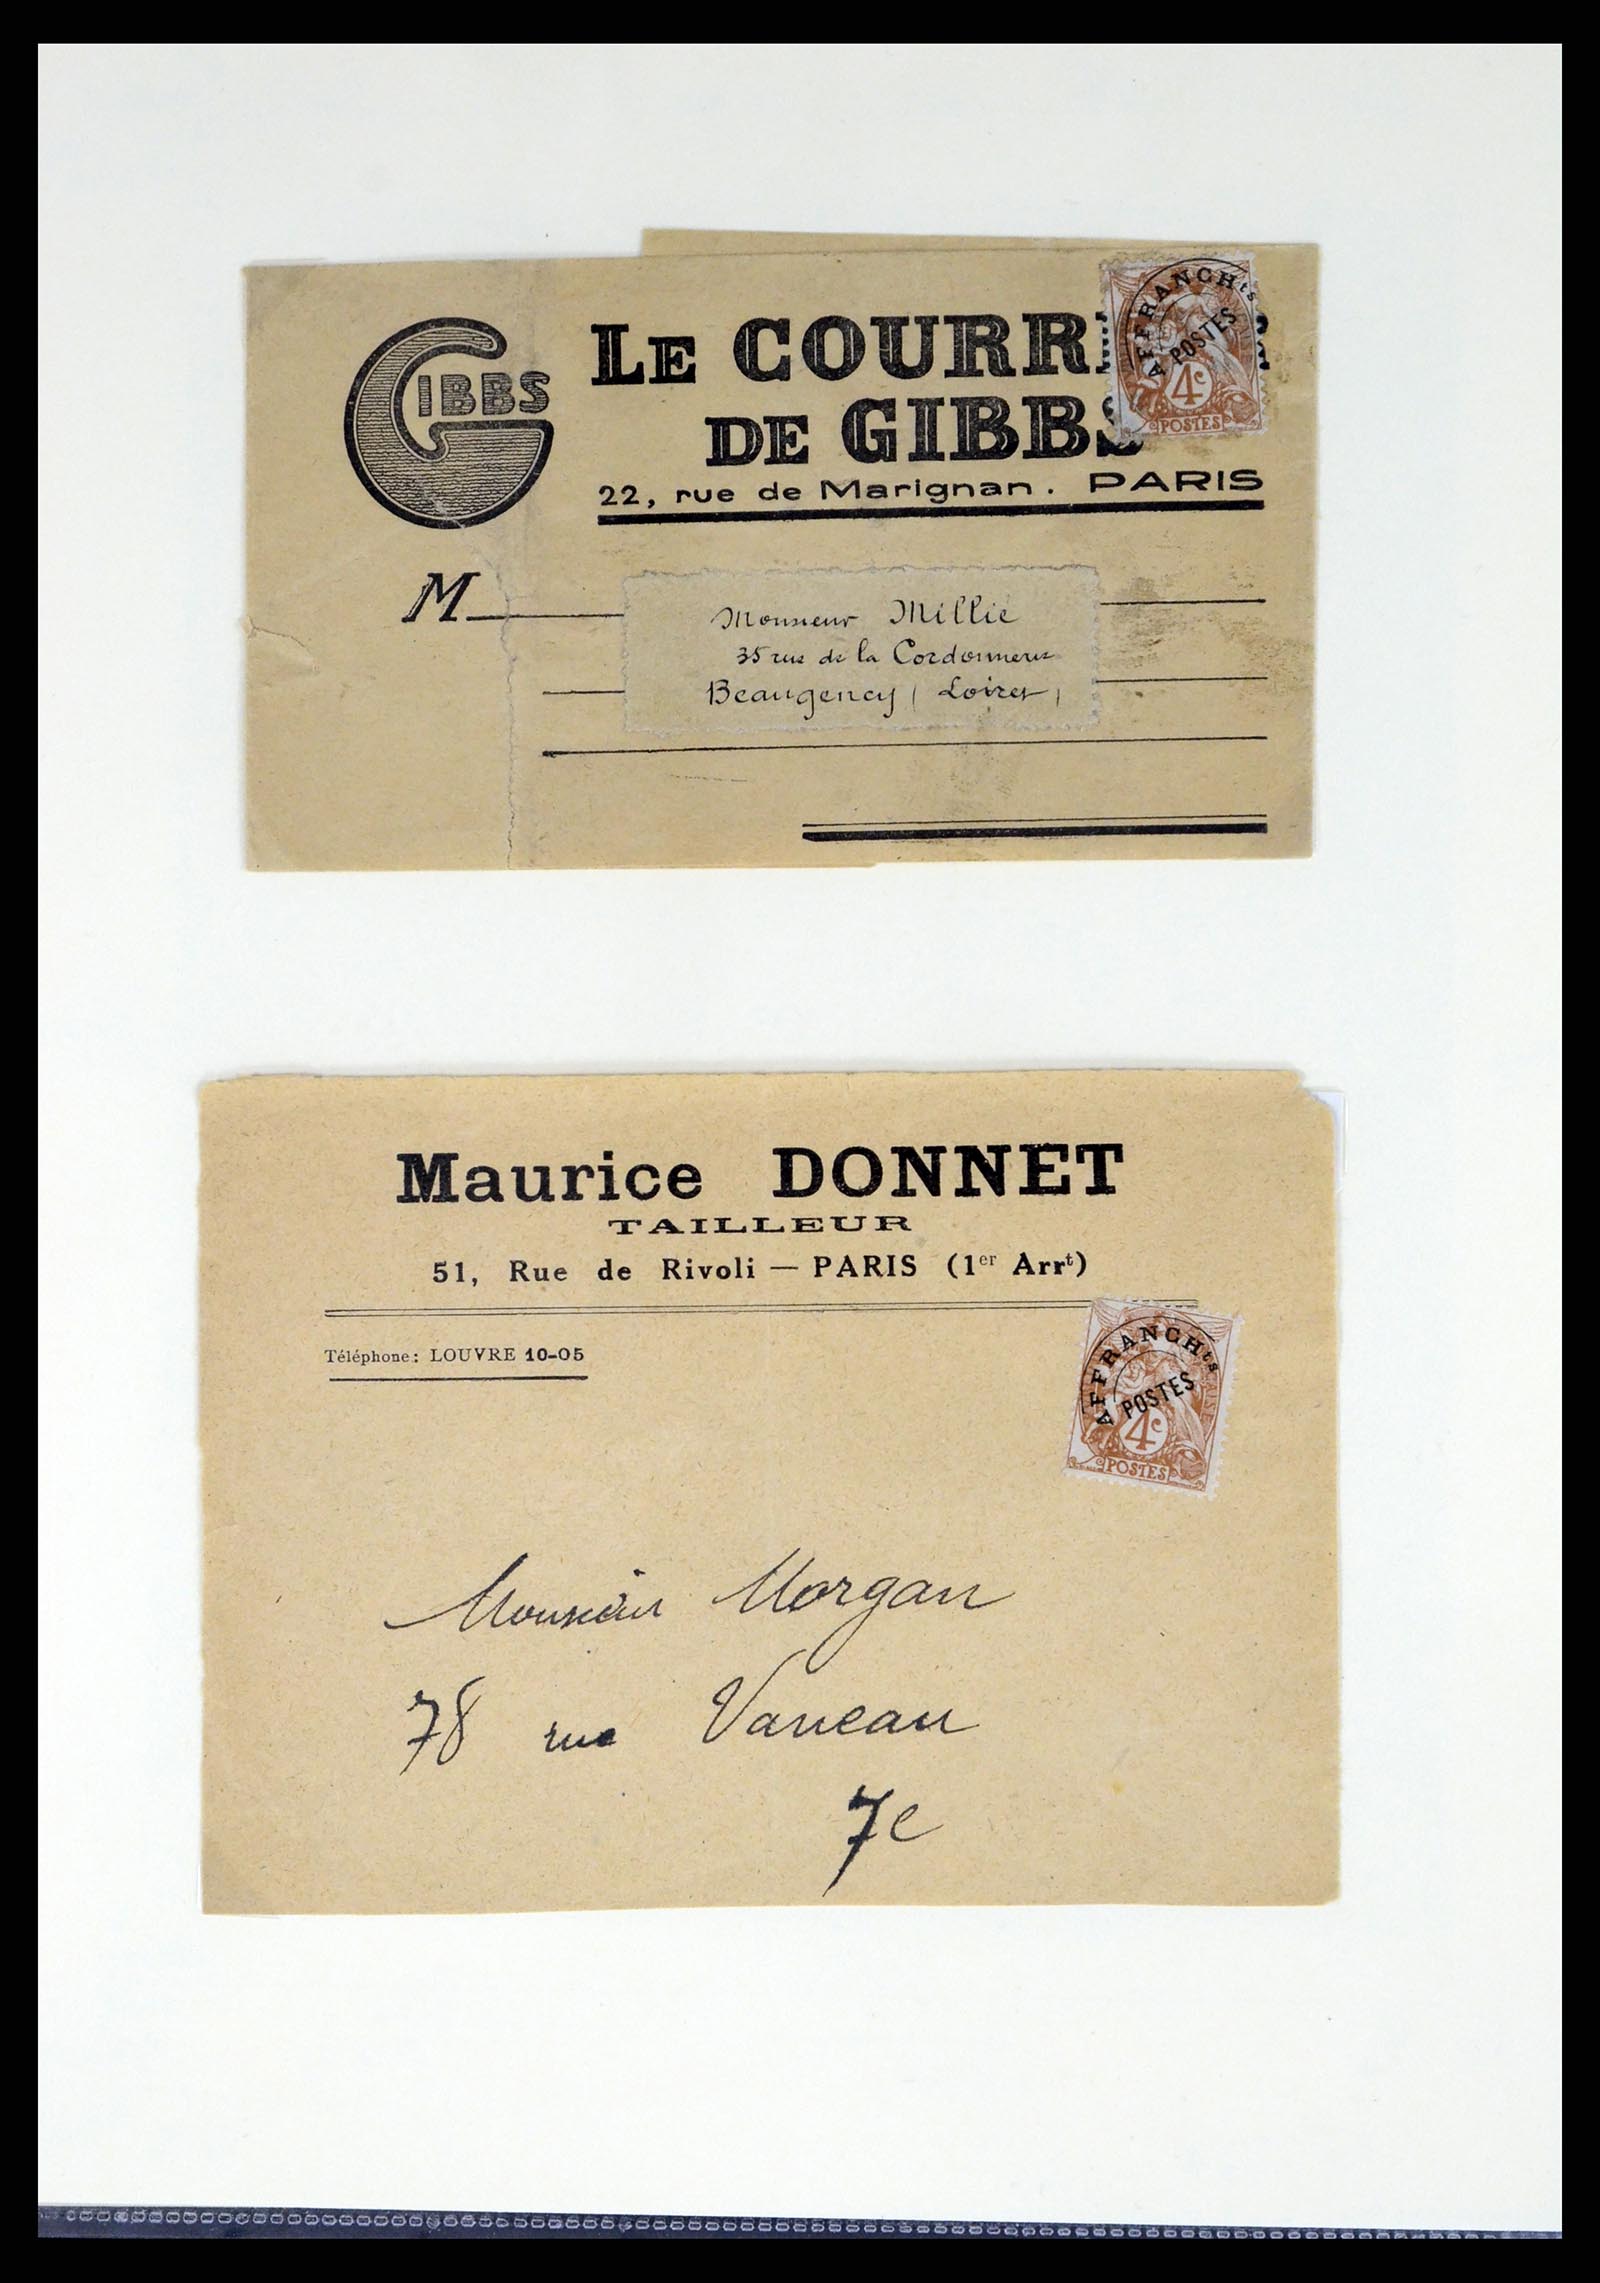 GIBBS
LE COURR
DE GIBBS
22, rue de Marignan. PARIS
AFFRANCHts
POSTES
4c
POSTES
M
Monsieur Millie
35 rue de la Cordonnerie
Beaugency (Loiret)
Maurice DONNET
TAILLEUR
51, Rue de Rivoli — PARIS (1er Arrt)
Téléphone: LOUVRE 10-05
AFFRANCHts
POSTES
4c
POSTES
Monsieur Morgan
78 rue Vaneau
7e